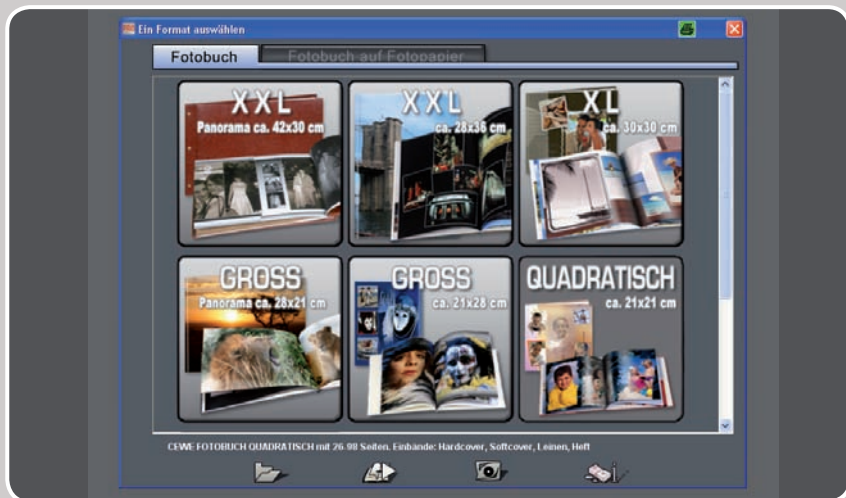 Ein Format auswählen
Fotobuch
Fotobuch auf Fotopapier
XXL
Panorama ca. 42x30 cm
XXL
ca. 28x36 cm
XL
ca. 30x30 cm
GROSS
Panorama ca. 28x21 cm
GROSS
ca. 21x28 cm
QUADRATISCH
ca. 21x21 cm
CEWE FOTOBUCH QUADRATISCH mit 26-98 Seiten. Einbände: Hardcover, Softcover, Leinen, Heft